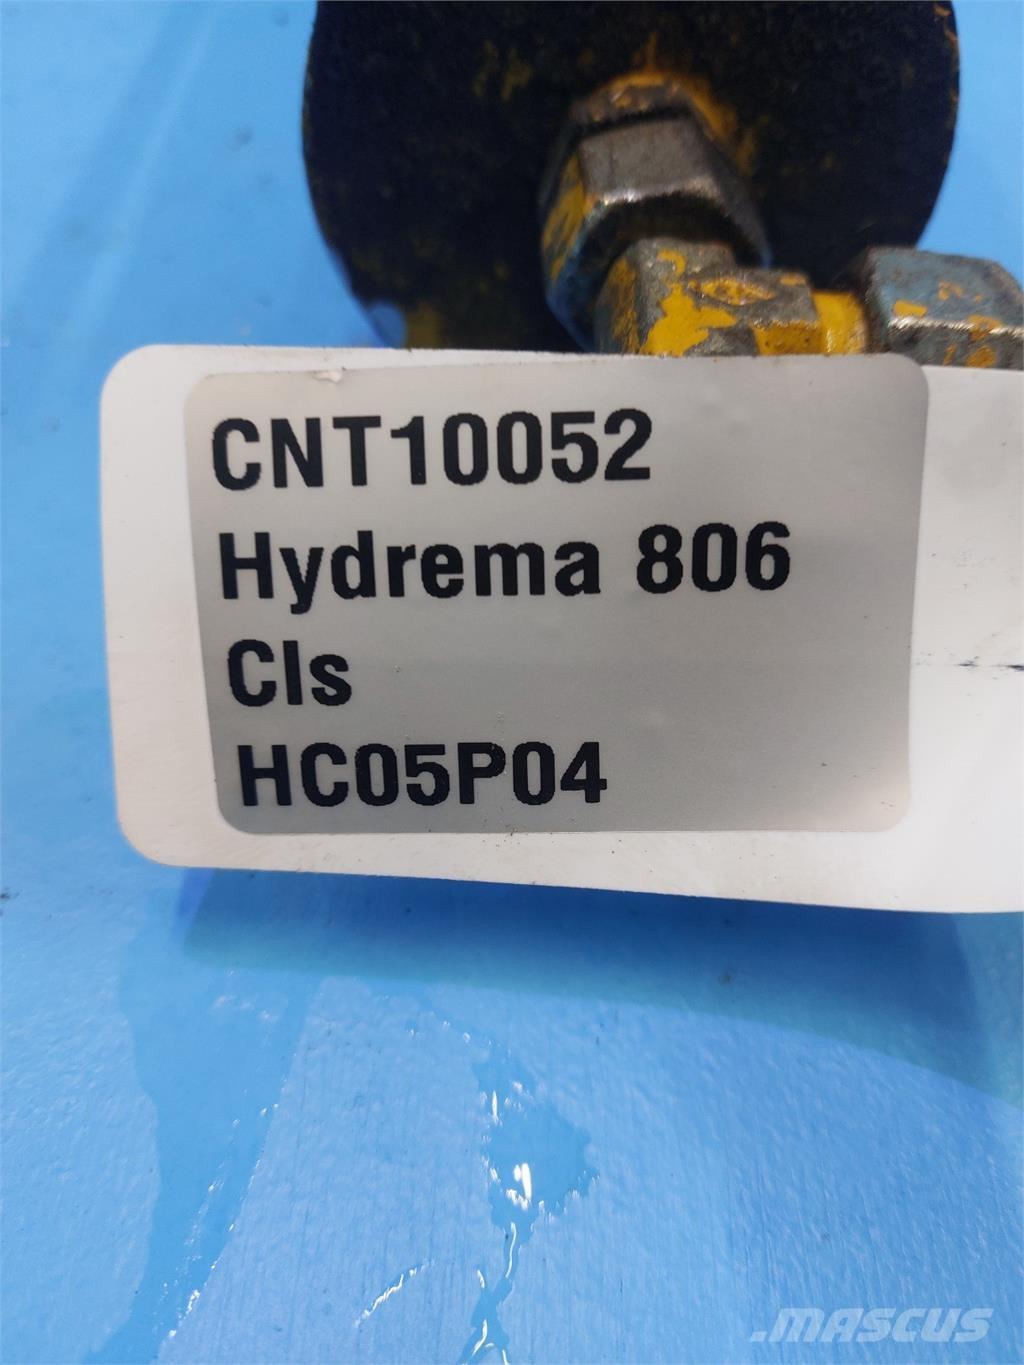 CNT10052
Hydrema 806
Cls
HC05P04
.MASCUS